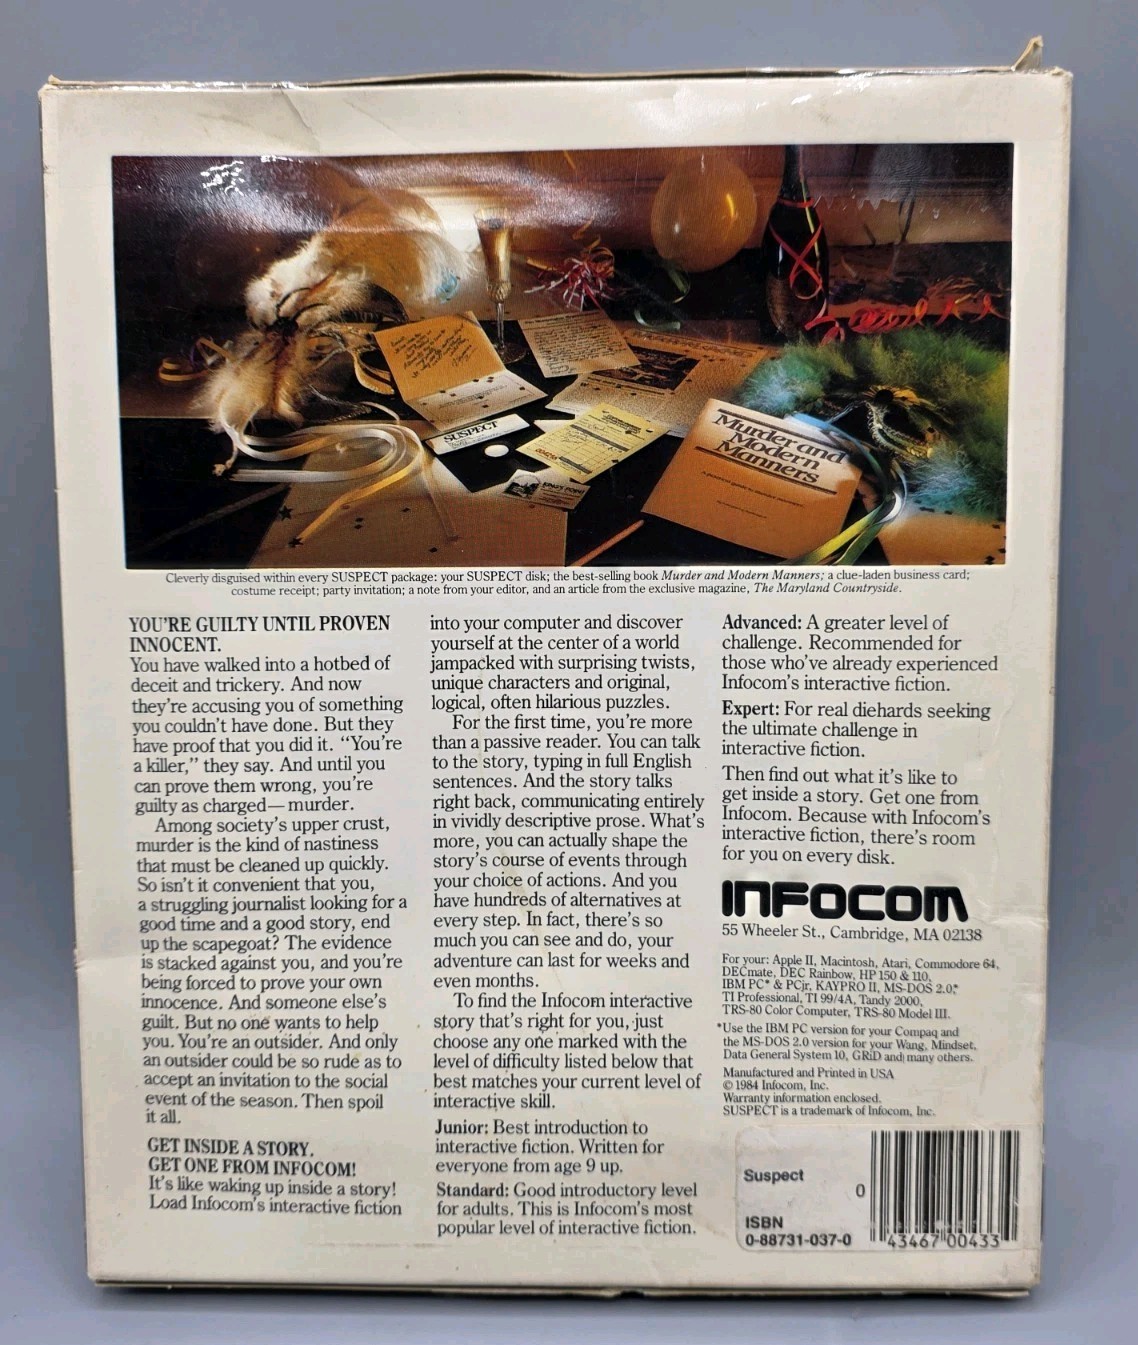 SUSPECT
Murder and
Modern
Manners
Cleverly disguised within every SUSPECT package: your SUSPECT disk; the best-selling book Murder and Modern Manners; a clue-laden business card;
costume receipt; party invitation; a note from your editor, and an article from the exclusive magazine, The Maryland Countryside.
YOU'RE GUILTY UNTIL PROVEN
INNOCENT.
You have walked into a hotbed of
deceit and trickery. And now
they're accusing you of something
you couldn't have done. But they
have proof that you did it. “You're
a killer,” they say. And until you
can prove them wrong, you're
guilty as charged—murder.
Among society's upper crust,
murder is the kind of nastiness
that must be cleaned up quickly.
So isn't it convenient that you,
a struggling journalist looking for a
good time and a good story, end
up the scapegoat? The evidence
is stacked against you, and you're
being forced to prove your own
innocence. And someone else's
guilt. But no one wants to help
you. You're an outsider. And only
an outsider could be so rude as to
accept an invitation to the social
event of the season. Then spoil
it all.
GET INSIDE A STORY.
GET ONE FROM INFOCOM!
It's like waking up inside a story!
Load Infocom's interactive fiction
into your computer and discover
yourself at the center of a world
jampacked with surprising twists,
unique characters and original,
logical, often hilarious puzzles.
For the first time, you're more
than a passive reader. You can talk
to the story, typing in full English
sentences. And the story talks
right back, communicating entirely
in vividly descriptive prose. What's
more, you can actually shape the
story's course of events through
your choice of actions. And you
have hundreds of alternatives at
every step. In fact, there's so
much you can see and do, your
adventure can last for weeks and
even months.
To find the Infocom interactive
story that's right for you, just
choose any one marked with the
level of difficulty listed below that
best matches your current level of
interactive skill.
Junior: Best introduction to
interactive fiction. Written for
everyone from age 9 up.
Standard: Good introductory level
for adults. This is Infocom's most
popular level of interactive fiction.
Advanced: A greater level of
challenge. Recommended for
those who've already experienced
Infocom's interactive fiction.
Expert: For real diehards seeking
the ultimate challenge in
interactive fiction.
Then find out what it's like to
get inside a story. Get one from
Infocom. Because with Infocom's
interactive fiction, there's room
for you on every disk.
INFOCOM
55 Wheeler St., Cambridge, MA 02138
For your: Apple II, Macintosh, Atari, Commodore 64,
DECmate, DEC Rainbow, HP 150 & 110,
IBM PC* & PCjr, KAYPRO II, MS-DOS 2.0,*
TI Professional, TI 99/4A, Tandy 2000,
TRS-80 Color Computer, TRS-80 Model III.
*Use the IBM PC version for your Compaq and
the MS-DOS 2.0 version for your Wang, Mindset,
Data General System 10, GRiD and many others.
Manufactured and Printed in USA
© 1984 Infocom, Inc.
Warranty information enclosed.
SUSPECT is a trademark of Infocom, Inc.
Suspect
0
ISBN
0-88731-037-0
43467 00433